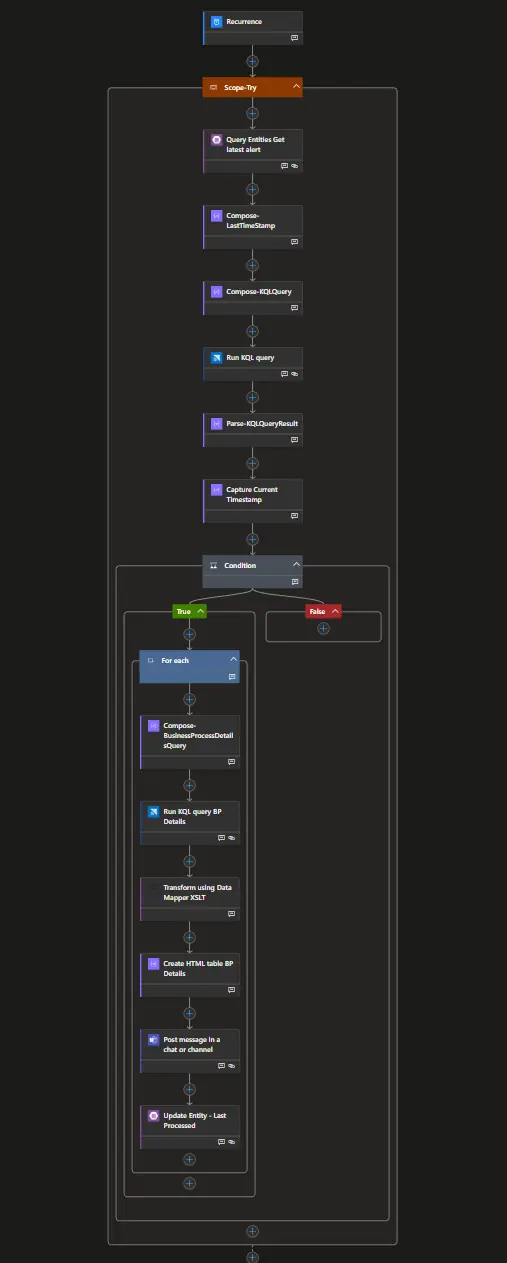 Recurrence
Scope-Try
Query Entities Get
latest alert
Compose-
LastTimeStamp
Compose-KQLQuery
Run KQL query
Parse-KQLQueryResult
Capture Current
Timestamp
Condition
True
False
For each
Compose-
BusinessProcessDetail
sQuery
Run KQL query BP
Details
Transform using Data
Mapper XSLT
Create HTML table BP
Details
Post message in a
chat or channel
Update Entity - Last
Processed